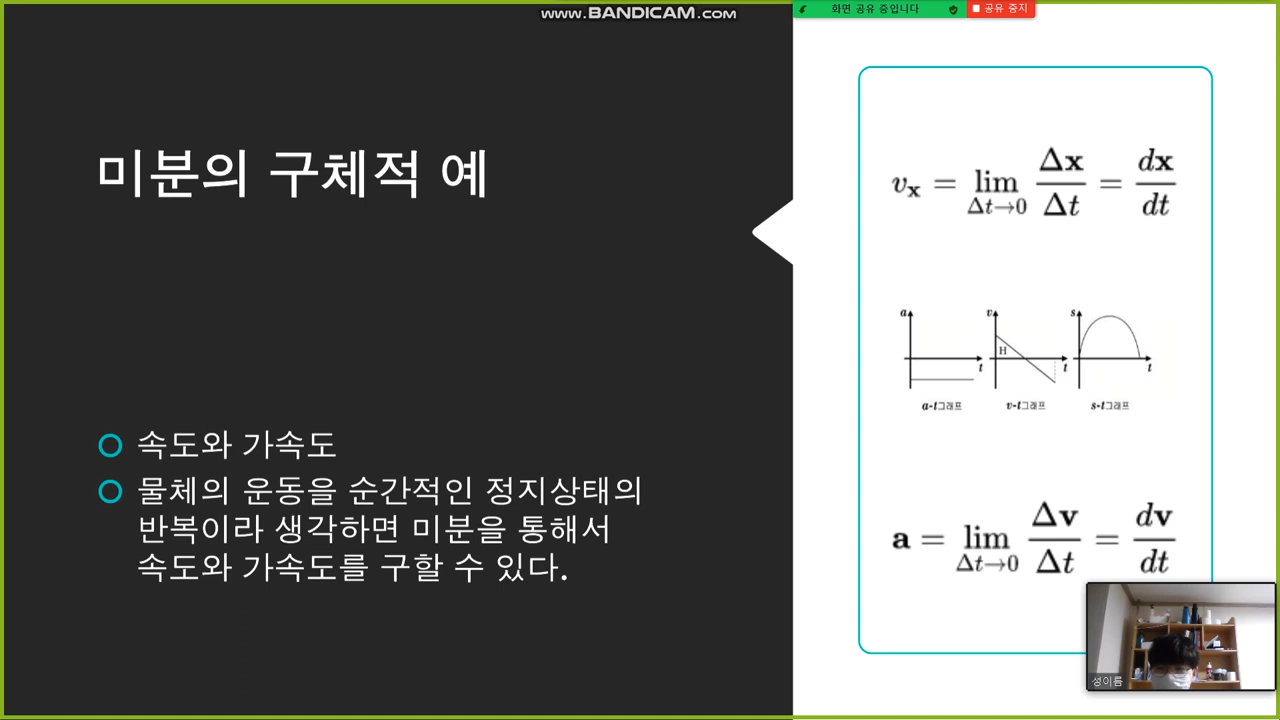 WWW.BANDICAM.COM
화면 공유 중입니다
공유 중지
미분의 구체적 예
속도와 가속도
물체의 운동을 순간적인 정지상태의
반복이라 생각하면 미분을 통해서
속도와 가속도를 구할 수 있다.
vₓ = lim Δt→0 Δx/Δt = dx/dt
a t v H t s t
a-t그래프 v-t그래프 s-t그래프
a = lim Δt→0 Δv/Δt = dv/dt
성이름